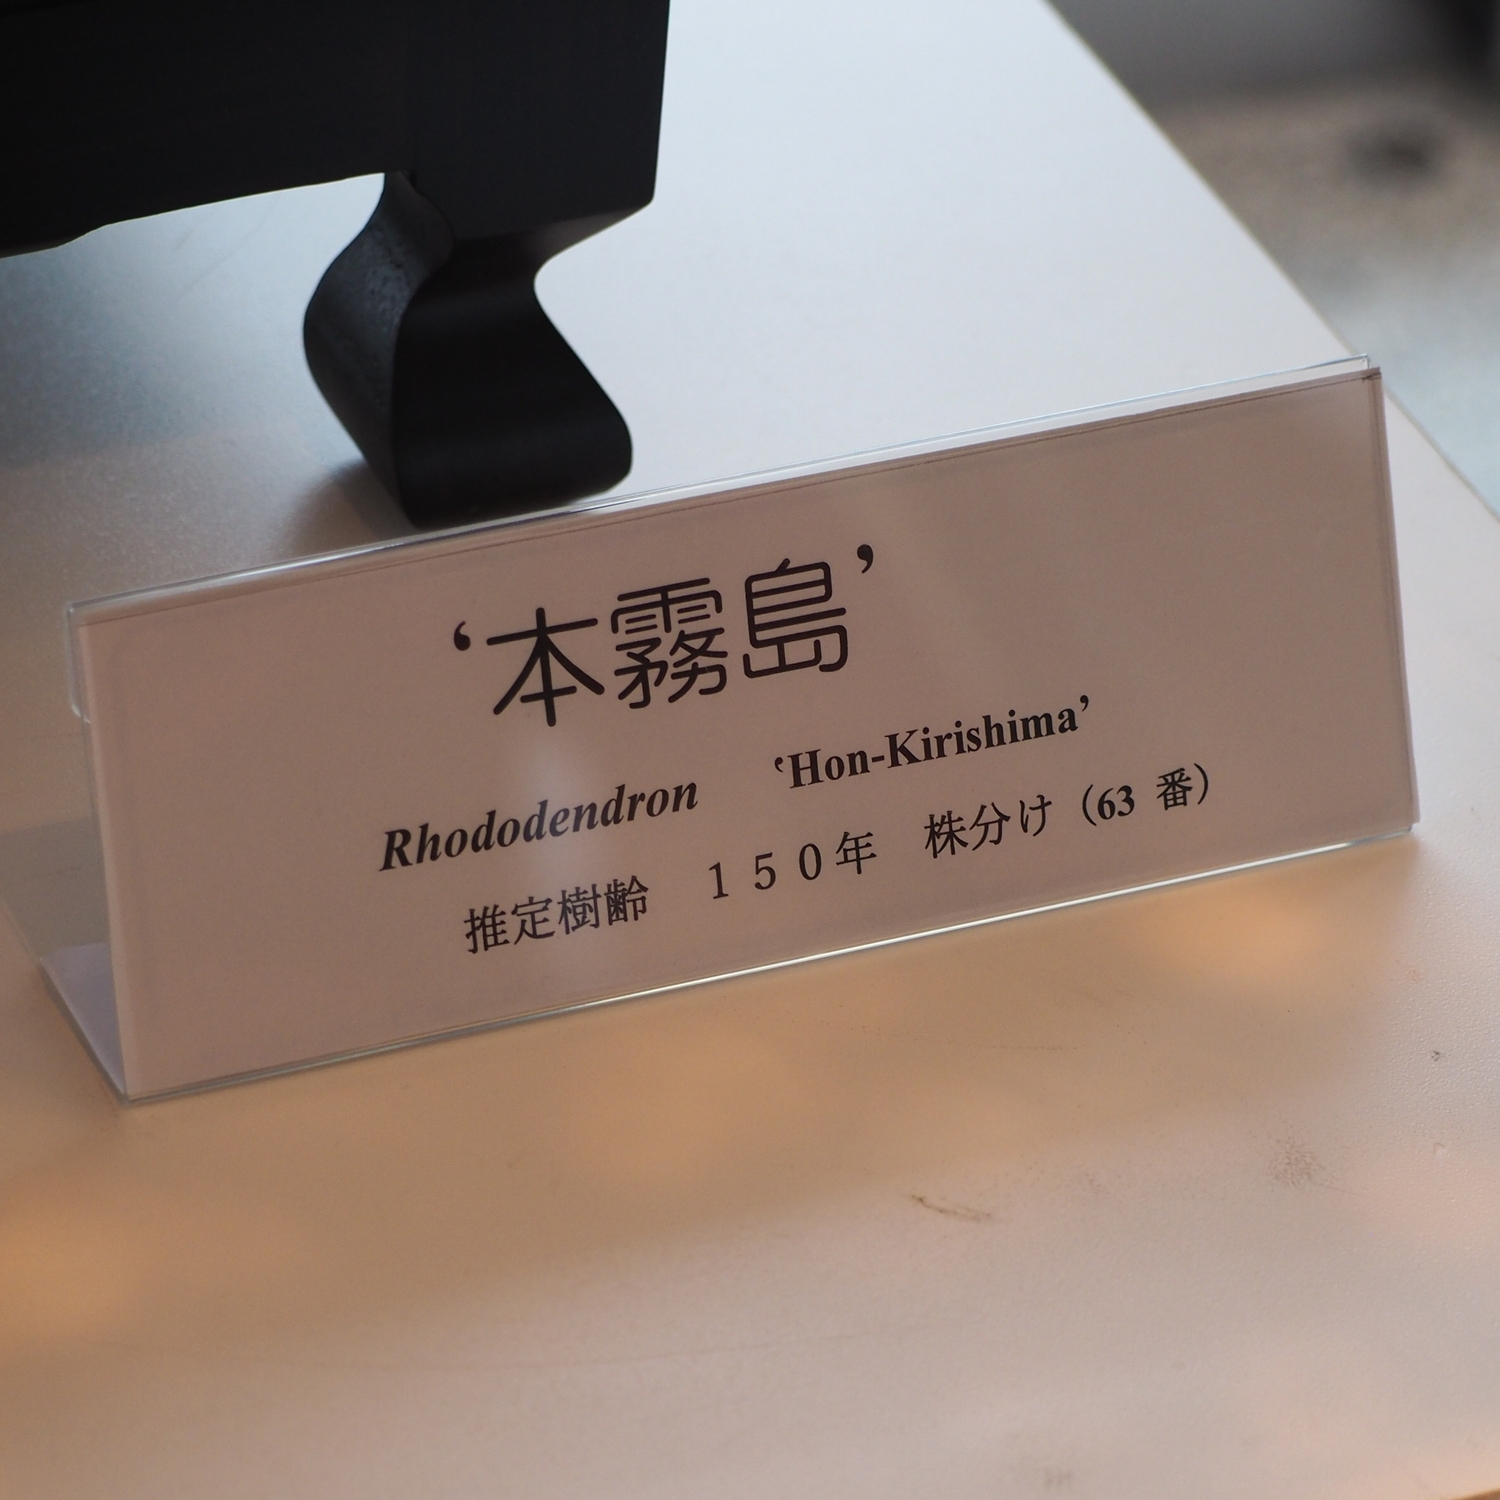 ‘本霧島’
Rhododendron ‘Hon-Kirishima’
推定樹齢 １５０年 株分け（63 番）